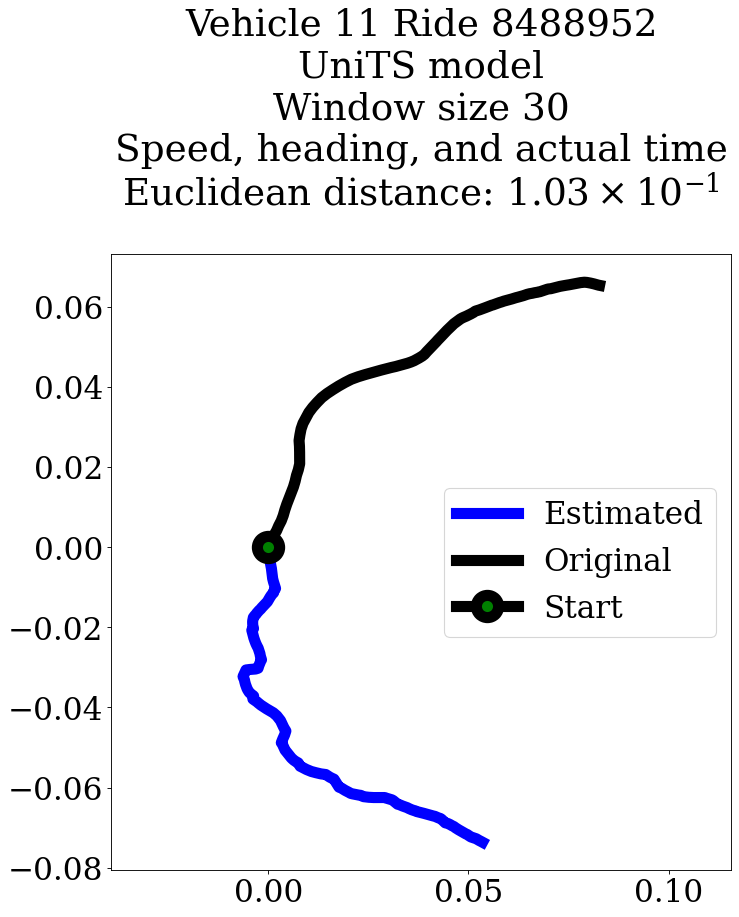 Vehicle 11 Ride 8488952
UniTS model
Window size 30
Speed, heading, and actual time
Euclidean distance: 1.03 × 10⁻¹
0.06
0.04
0.02
0.00
−0.02
−0.04
−0.06
−0.08
Estimated
Original
Start
0.00 0.05 0.10